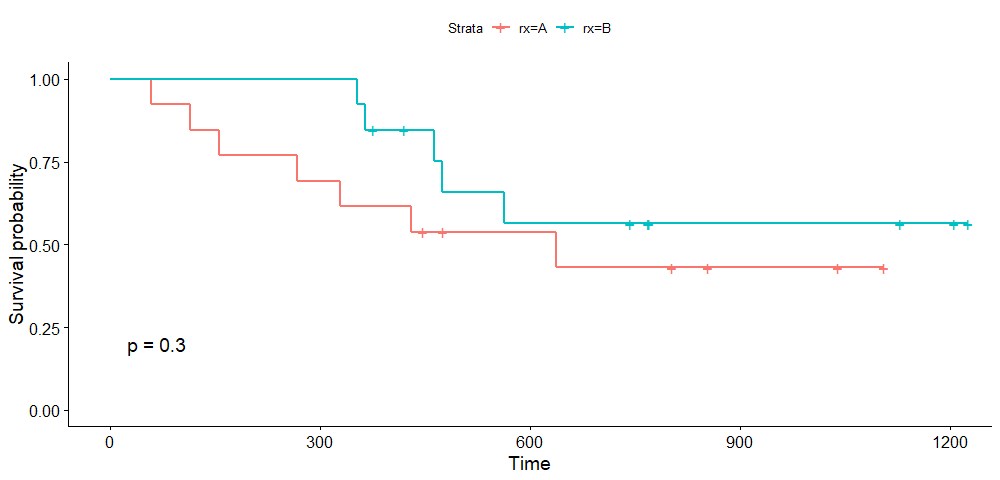 Strata rx=A rx=B
1.00
0.75
0.50
0.25
0.00
Survival probability
p = 0.3
0 300 600 900 1200
Time